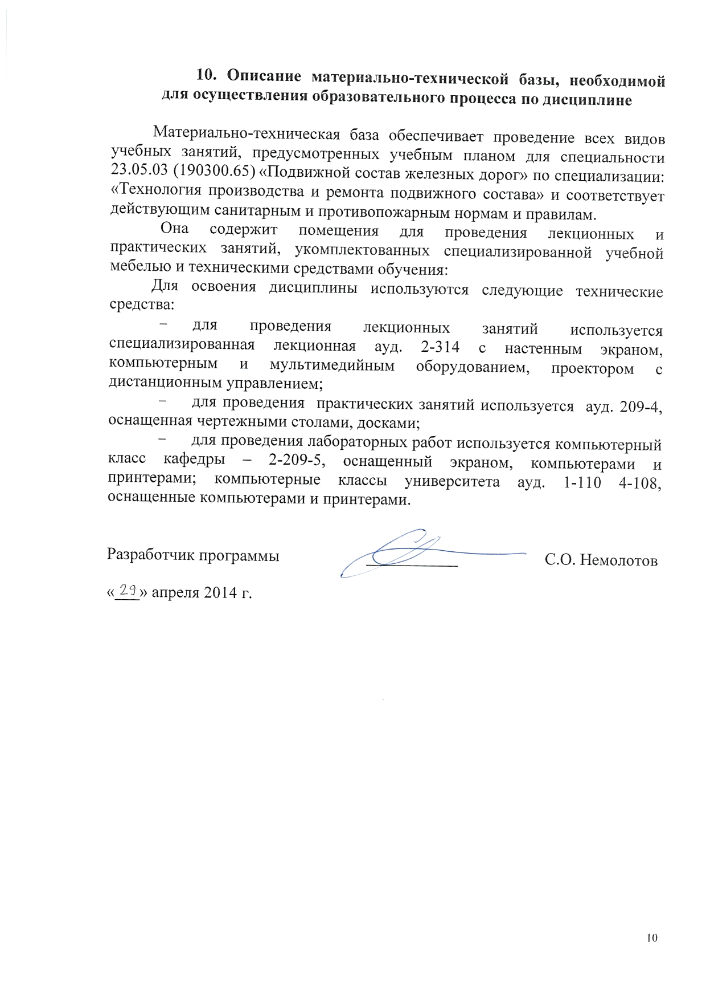 10. Описание материально-технической базы, необходимой
для осуществления образовательного процесса по дисциплине
Материально-техническая база обеспечивает проведение всех видов
учебных занятий, предусмотренных учебным планом для специальности
23.05.03 (190300.65) «Подвижной состав железных дорог» по специализации:
«Технология производства и ремонта подвижного состава» и соответствует
действующим санитарным и противопожарным нормам и правилам.
Она содержит помещения для проведения лекционных и
практических занятий, укомплектованных специализированной учебной
мебелью и техническими средствами обучения:
Для освоения дисциплины используются следующие технические
средства:
– для проведения лекционных занятий используется
специализированная лекционная ауд. 2-314 с настенным экраном,
компьютерным и мультимедийным оборудованием, проектором с
дистанционным управлением;
– для проведения практических занятий используется ауд. 209-4,
оснащенная чертежными столами, досками;
– для проведения лабораторных работ используется компьютерный
класс кафедры – 2-209-5, оснащенный экраном, компьютерами и
принтерами; компьютерные классы университета ауд. 1-110 4-108,
оснащенные компьютерами и принтерами.
Разработчик программы ____________ С.О. Немолотов
«29» апреля 2014 г.
10